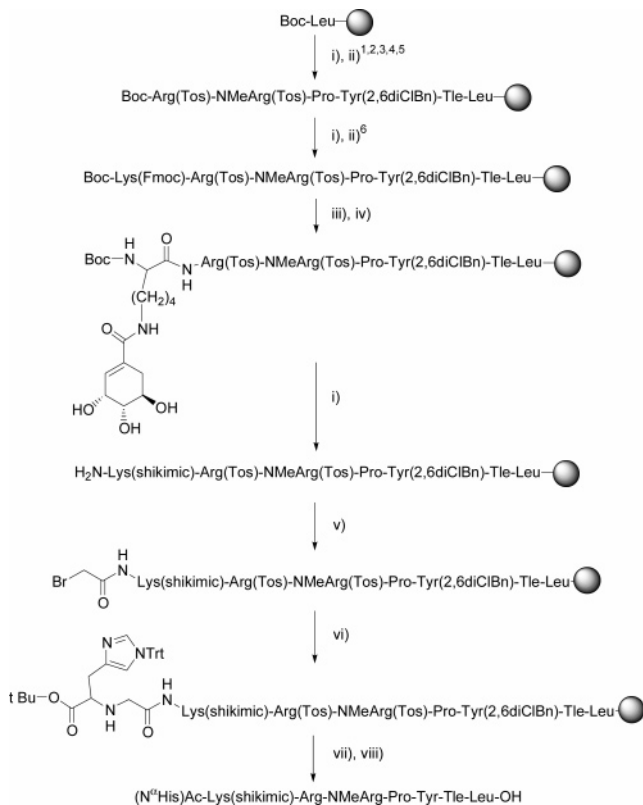 Boc-Leu
i), ii)1,2,3,4,5
Boc-Arg(Tos)-NMeArg(Tos)-Pro-Tyr(2,6diClBn)-Tle-Leu
i), ii)6
Boc-Lys(Fmoc)-Arg(Tos)-NMeArg(Tos)-Pro-Tyr(2,6diClBn)-Tle-Leu
iii), iv)
H O
Boc N N Arg(Tos)-NMeArg(Tos)-Pro-Tyr(2,6diClBn)-Tle-Leu
H
(CH2)4
O NH
HO OH
OH
i)
H2N-Lys(shikimic)-Arg(Tos)-NMeArg(Tos)-Pro-Tyr(2,6diClBn)-Tle-Leu
v)
H
Br N Lys(shikimic)-Arg(Tos)-NMeArg(Tos)-Pro-Tyr(2,6diClBn)-Tle-Leu
O
vi)
N NTrt
t Bu-O H
O N H O N Lys(shikimic)-Arg(Tos)-NMeArg(Tos)-Pro-Tyr(2,6diClBn)-Tle-Leu
vii), viii)
(NαHis)Ac-Lys(shikimic)-Arg-NMeArg-Pro-Tyr-Tle-Leu-OH